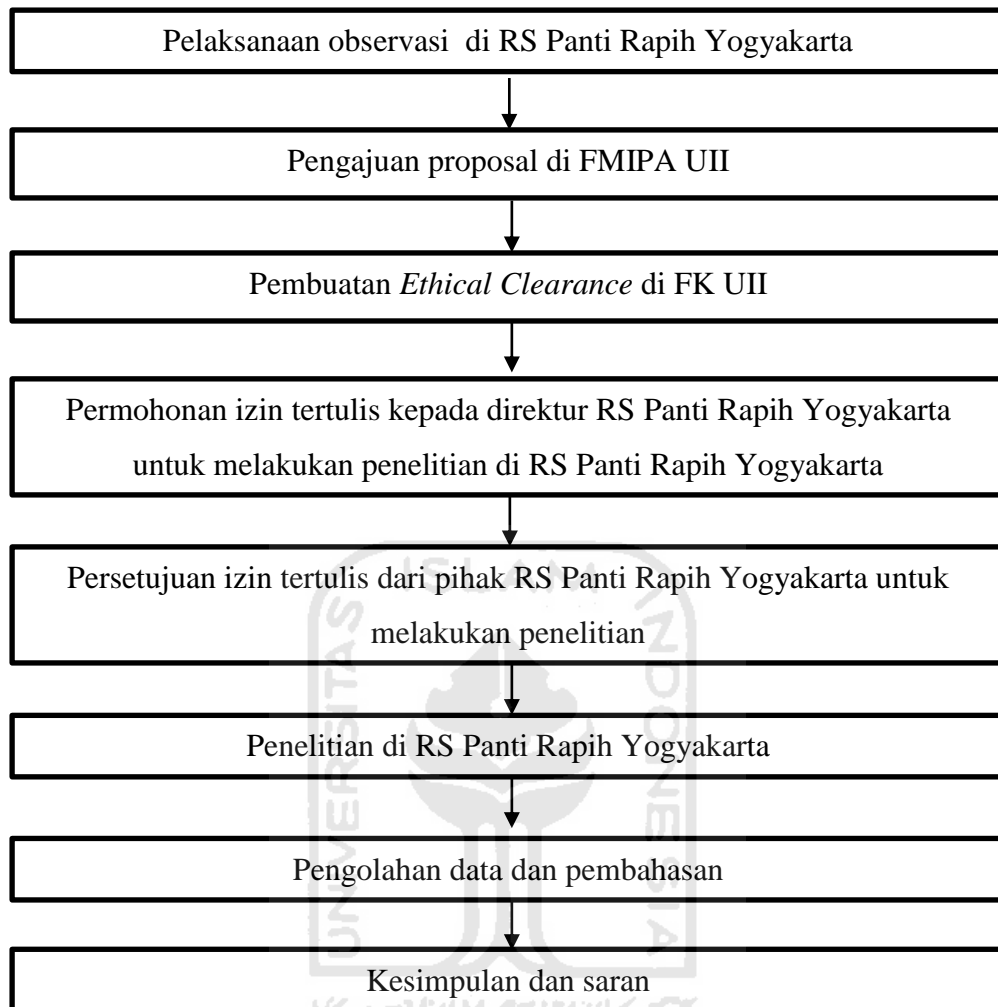 Pelaksanaan observasi di RS Panti Rapih Yogyakarta
Pengajuan proposal di FMIPA UII
Pembuatan Ethical Clearance di FK UII
Permohonan izin tertulis kepada direktur RS Panti Rapih Yogyakarta
untuk melakukan penelitian di RS Panti Rapih Yogyakarta
Persetujuan izin tertulis dari pihak RS Panti Rapih Yogyakarta untuk
melakukan penelitian
Penelitian di RS Panti Rapih Yogyakarta
Pengolahan data dan pembahasan
Kesimpulan dan saran
UNIVERSITAS
ISLAM
INDONESIA